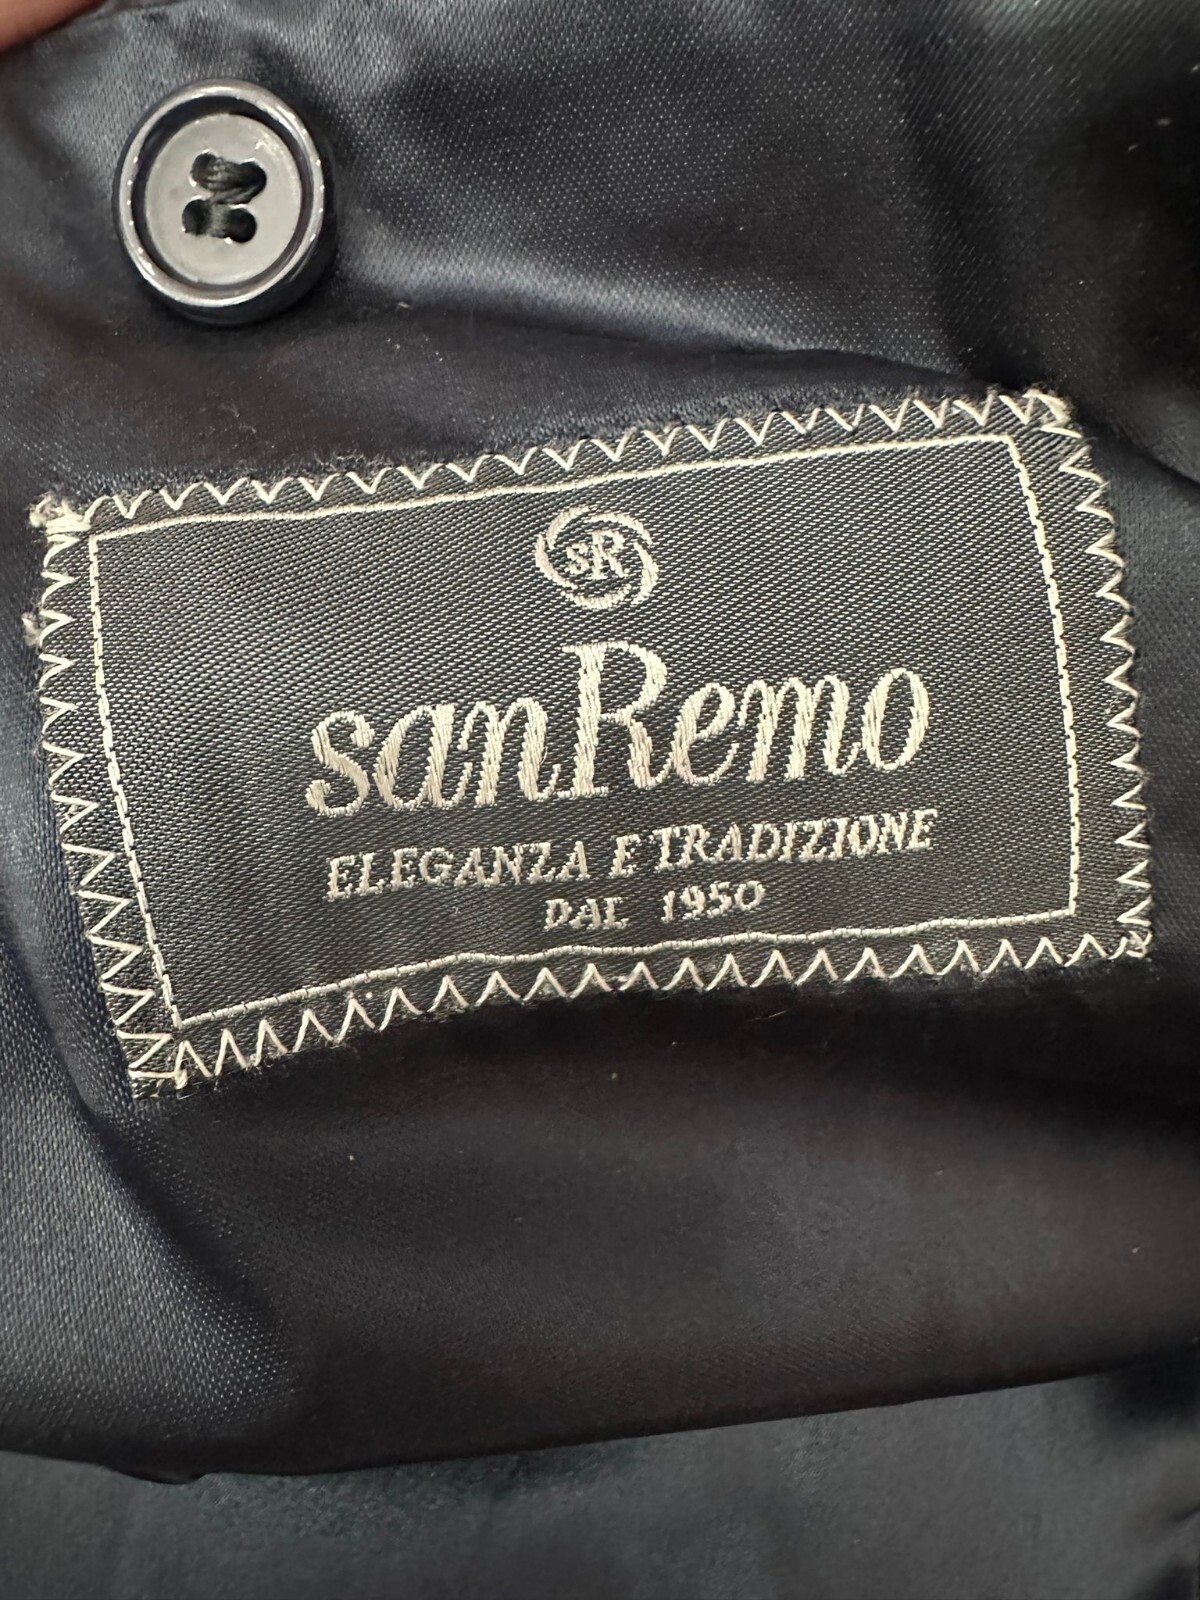 sR
sanRemo
ELEGANZA E TRADIZIONE
DAL 1950